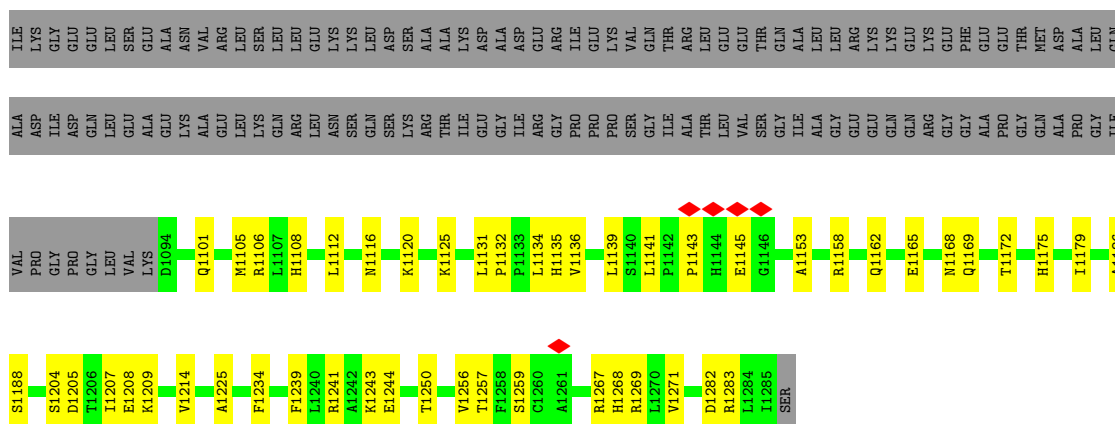 ILE LYS GLY GLU GLU LEU SER GLU ALA ASN VAL ARG LEU SER LEU LEU GLU LYS LYS LEU ASP SER ALA ALA LYS ASP ALA ASP GLU ARG ILE GLU LYS VAL GLN THR ARG LEU GLU GLU THR GLN ALA LEU LEU ARG LYS LYS GLU LYS GLU PHE GLU GLU THR MET ASP ALA LEU GLN
ALA ASP ILE ASP GLN LEU GLU ALA GLU LYS ALA GLU LEU LYS GLN ARG LEU ASN SER GLN SER LYS ARG THR ILE GLU GLY ILE ARG GLY PRO PRO PRO SER GLY ILE ALA THR LEU VAL SER GLY ILE ALA GLY GLU GLU GLN GLN ARG GLY GLY ALA PRO GLY GLN ALA PRO GLY ILE
VAL PRO GLY PRO GLY LEU VAL LYS D1094 Q1101 M1105 R1106 L1107 H1108 L1112 N1116 K1120 K1125 L1131 P1132 P1133 L1134 H1135 V1136 L1139 S1140 L1141 P1142 P1143 H1144 E1145 G1146 A1153 R1158 Q1162 E1165 N1168 Q1169 T1172 H1175 I1179
S1188 S1204 D1205 T1206 I1207 E1208 K1209 V1214 A1225 F1234 F1239 L1240 R1241 A1242 K1243 E1244 T1250 V1256 T1257 F1258 S1259 C1260 A1261 R1267 H1268 R1269 L1270 V1271 D1282 R1283 L1284 I1285 SER